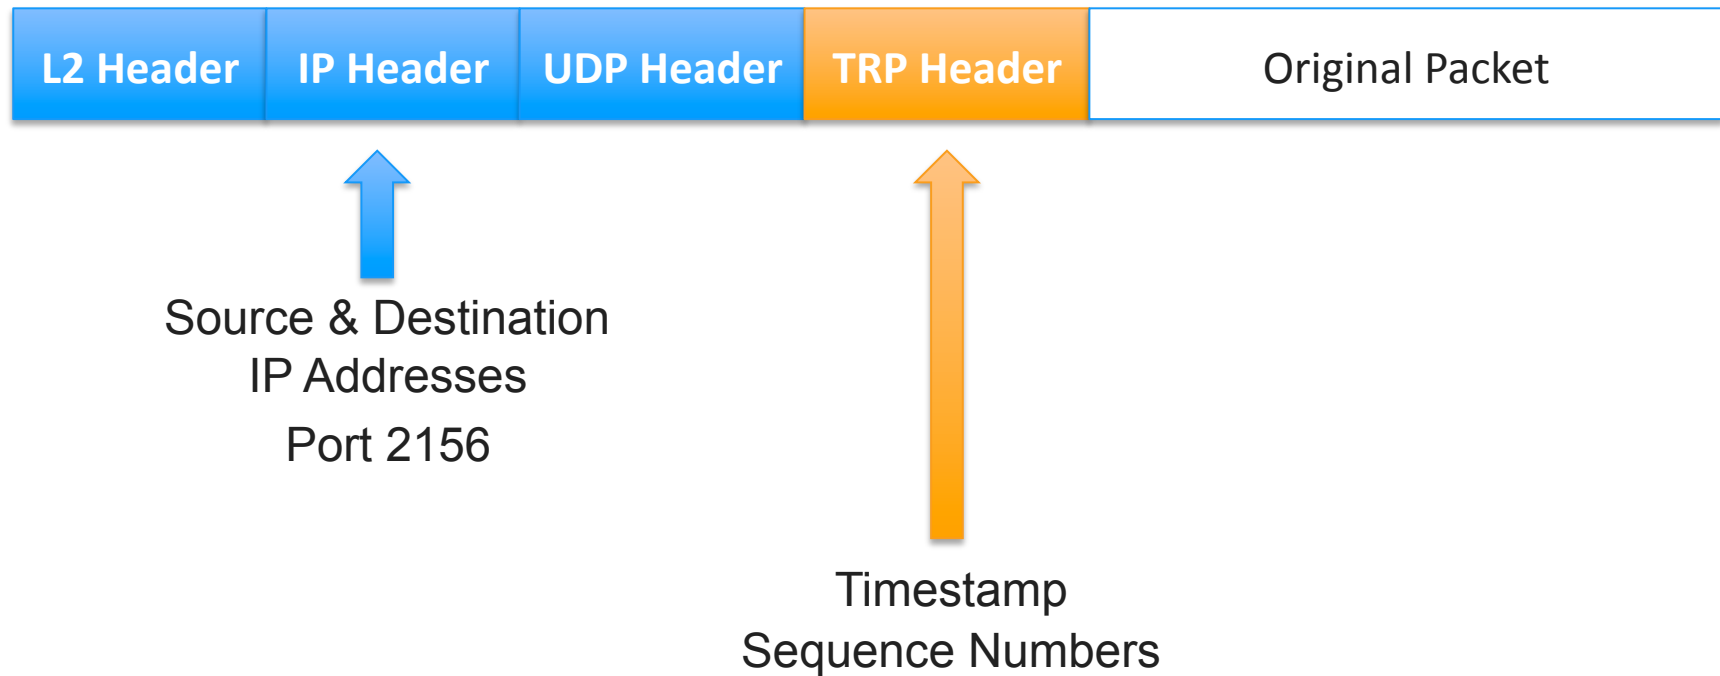 L2 Header IP Header UDP Header TRP Header Original Packet
Source & Destination
IP Addresses
Port 2156
Timestamp
Sequence Numbers